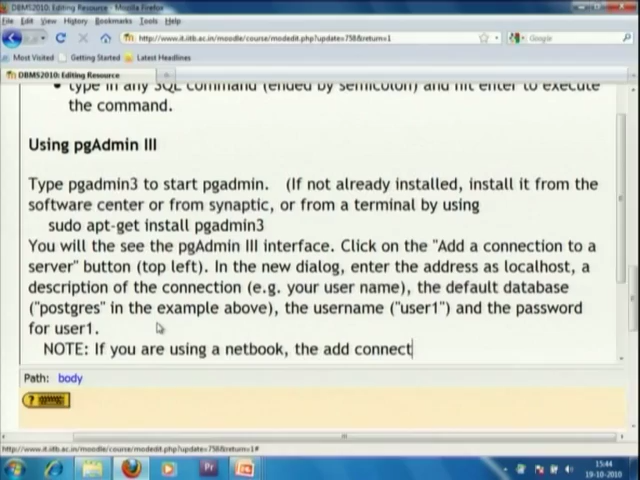 DBMS2010: Editing Resource - Mozilla Firefox
File Edit View History Bookmarks Tools Help
http://www.it.iitb.ac.in/moodle/course/modedit.php?update=758&return=1
Google
Most Visited Getting Started Latest Headlines
DBMS2010: Editing Resource
type in any SQL command (ended by semicolon) and hit enter to execute
the command.
Using pgAdmin III
Type pgadmin3 to start pgadmin. (If not already installed, install it from the
software center or from synaptic, or from a terminal by using
sudo apt-get install pgadmin3
You will the see the pgAdmin III interface. Click on the "Add a connection to a
server" button (top left). In the new dialog, enter the address as localhost, a
description of the connection (e.g. your user name), the default database
("postgres" in the example above), the username ("user1") and the password
for user1.
NOTE: If you are using a netbook, the add connect
Path: body
?
http://www.it.iitb.ac.in/moodle/course/modedit.php?update=758&return=1#
Pr
15:44
19-10-2010